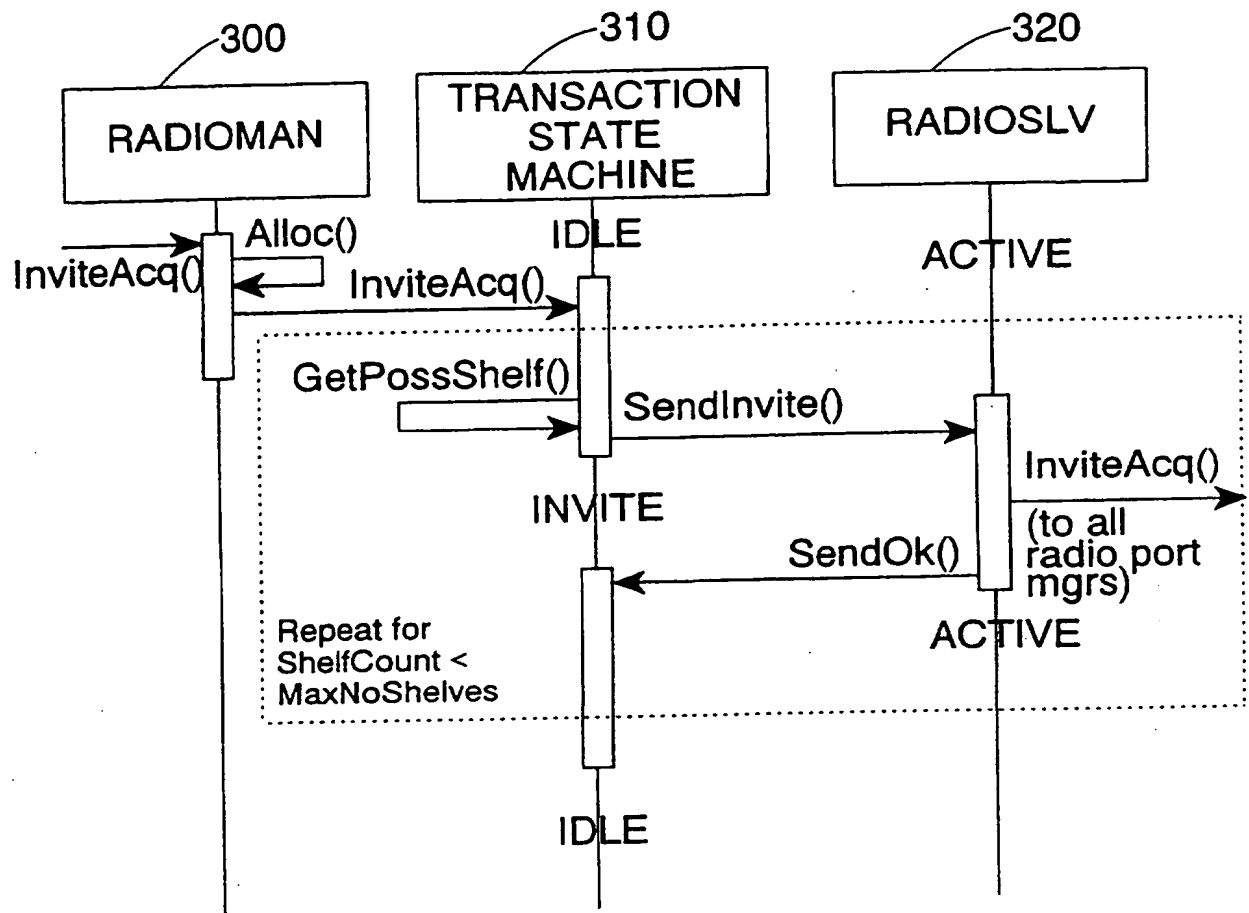 300
310
320
RADIOMAN
TRANSACTION
STATE
MACHINE
RADIOSLV
IDLE
ACTIVE
Alloc()
InviteAcq()
InviteAcq()
GetPossShelf()
SendInvite()
InviteAcq()
(to all
radio port
mgrs)
INVITE
SendOk()
ACTIVE
Repeat for
ShelfCount <
MaxNoShelves
IDLE